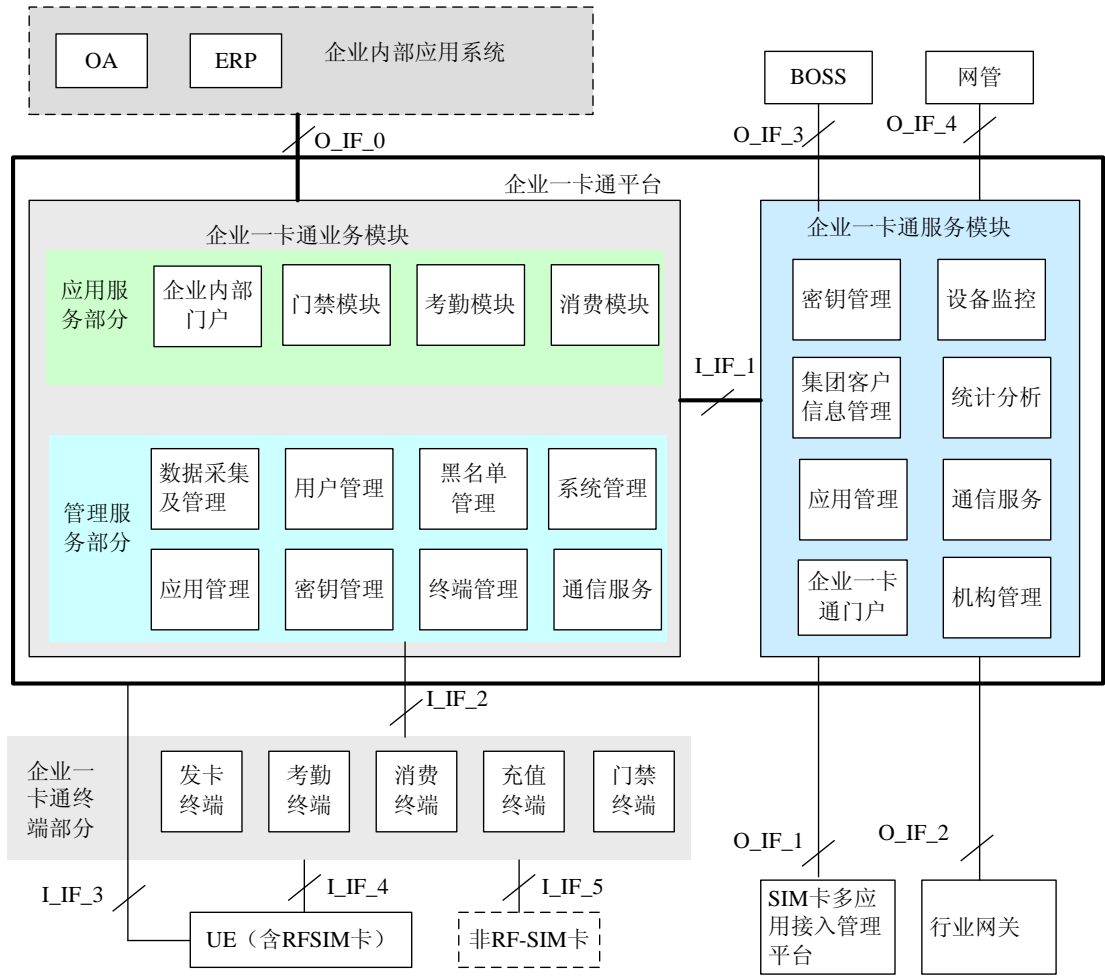 OA
ERP
企业内部应用系统
BOSS
网管
O_IF_0
O_IF_3
O_IF_4
企业一卡通平台
企业一卡通业务模块
应用服
务部分
企业内部
门户
门禁模块
考勤模块
消费模块
管理服
务部分
数据采集
及管理
用户管理
黑名单
管理
系统管理
应用管理
密钥管理
终端管理
通信服务
I_IF_1
企业一卡通服务模块
密钥管理
设备监控
集团客户
信息管理
统计分析
应用管理
通信服务
企业一卡
通门户
机构管理
I_IF_2
企业一
卡通终
端部分
发卡
终端
考勤
终端
消费
终端
充值
终端
门禁
终端
I_IF_3
I_IF_4
I_IF_5
O_IF_1
O_IF_2
UE（含RFSIM卡）
非RF-SIM卡
SIM卡多应
用接入管理
平台
行业网关